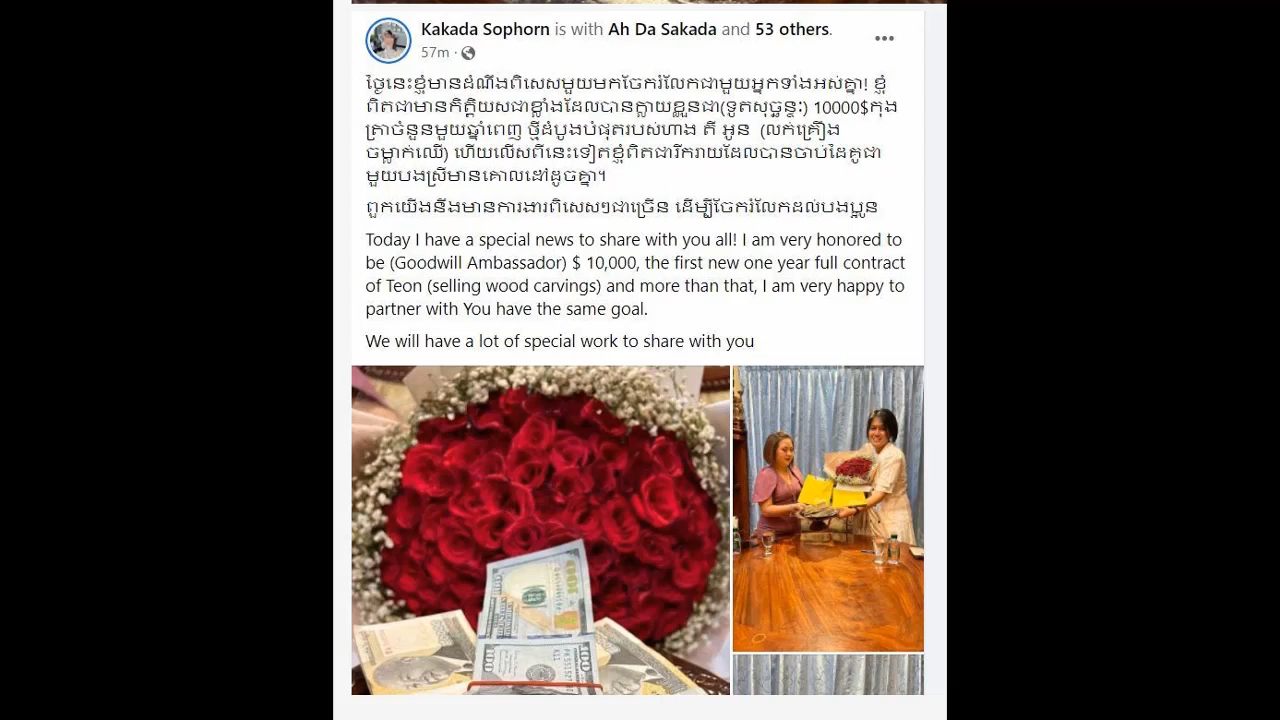 Kakada Sophorn is with Ah Da Sakada and 53 others.
57m ·
ថ្ងៃនេះខ្ញុំមានដំណឹងពិសេសមួយមកចែករំលែកជាមួយអ្នកទាំងអស់គ្នា! ខ្ញុំ
ពិតជាមានកិត្តិយសជាខ្លាំងដែលបានក្លាយខ្លួនជា(ទូតសុច្ឆន្ទៈ) 10000$កុង
ត្រាចំនួនមួយឆ្នាំពេញ ថ្មីដំបូងបំផុតរបស់ហាង តី អូន (លក់គ្រឿង
ចម្លាក់ឈើ) ហើយលើសពីនេះទៀតខ្ញុំពិតជារីករាយដែលបានចាប់ដៃគូជា
មួយបងស្រីមានគោលដៅដូចគ្នា។
ពួកយើងនឹងមានការងារពិសេសៗជាច្រើន ដើម្បីចែករំលែកដល់បងប្អូន
Today I have a special news to share with you all! I am very honored to
be (Goodwill Ambassador) $ 10,000, the first new one year full contract
of Teon (selling wood carvings) and more than that, I am very happy to
partner with You have the same goal.
We will have a lot of special work to share with you
100
100